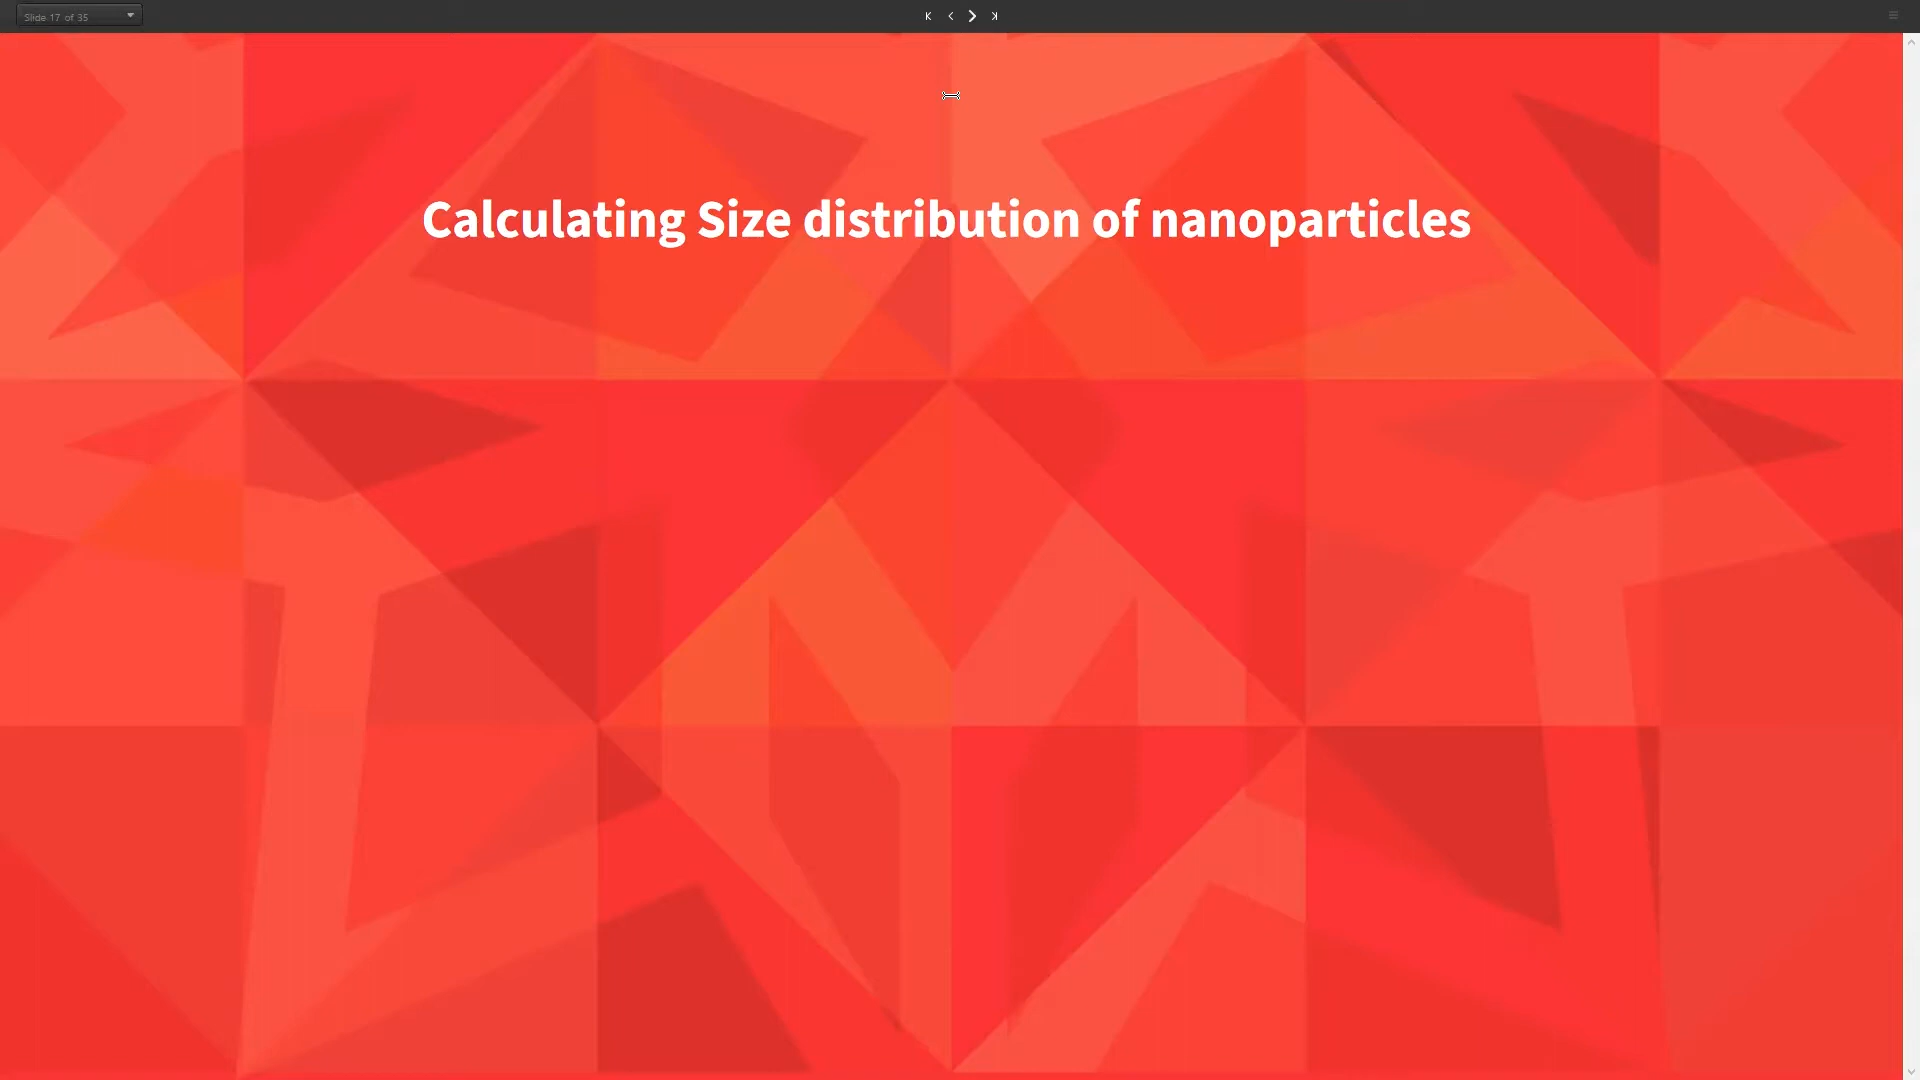 Slide 17 of 35
Calculating Size distribution of nanoparticles